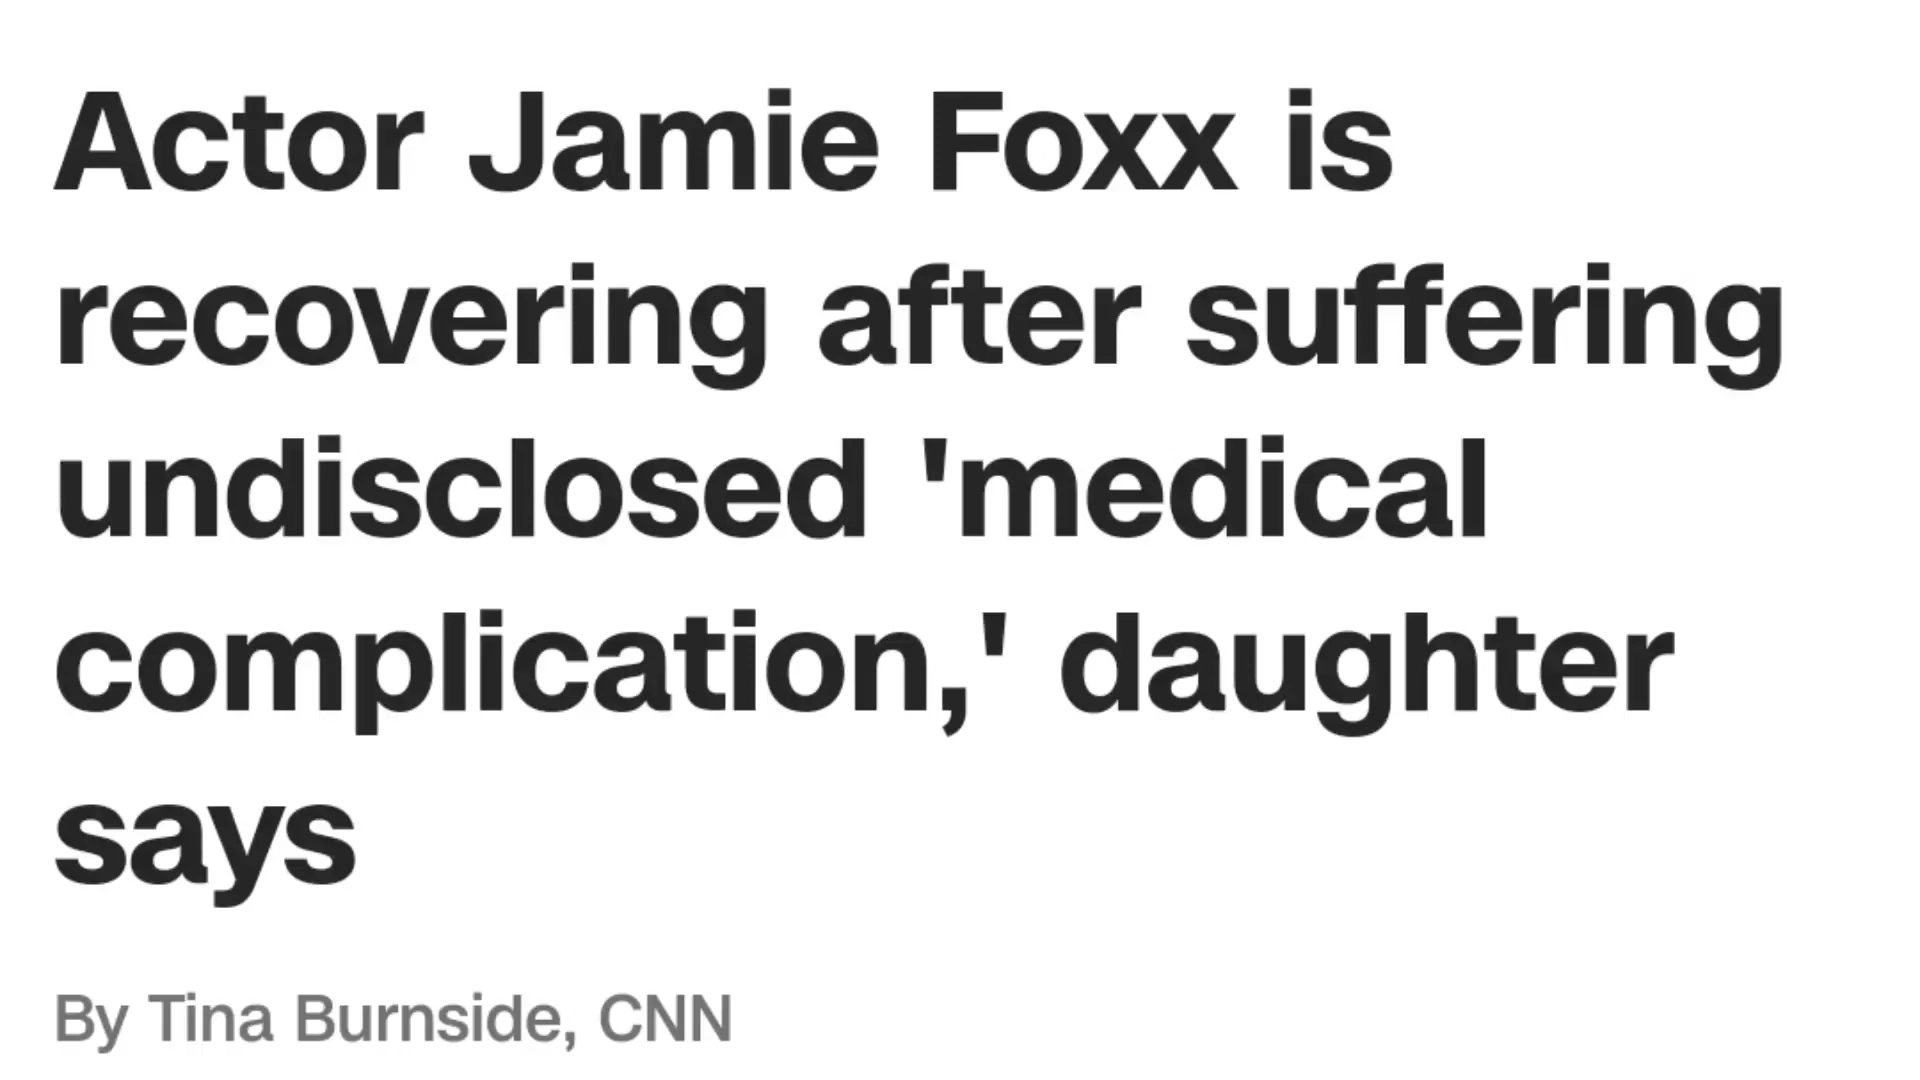 Actor Jamie Foxx is
recovering after suffering
undisclosed 'medical
complication,' daughter
says
By Tina Burnside, CNN